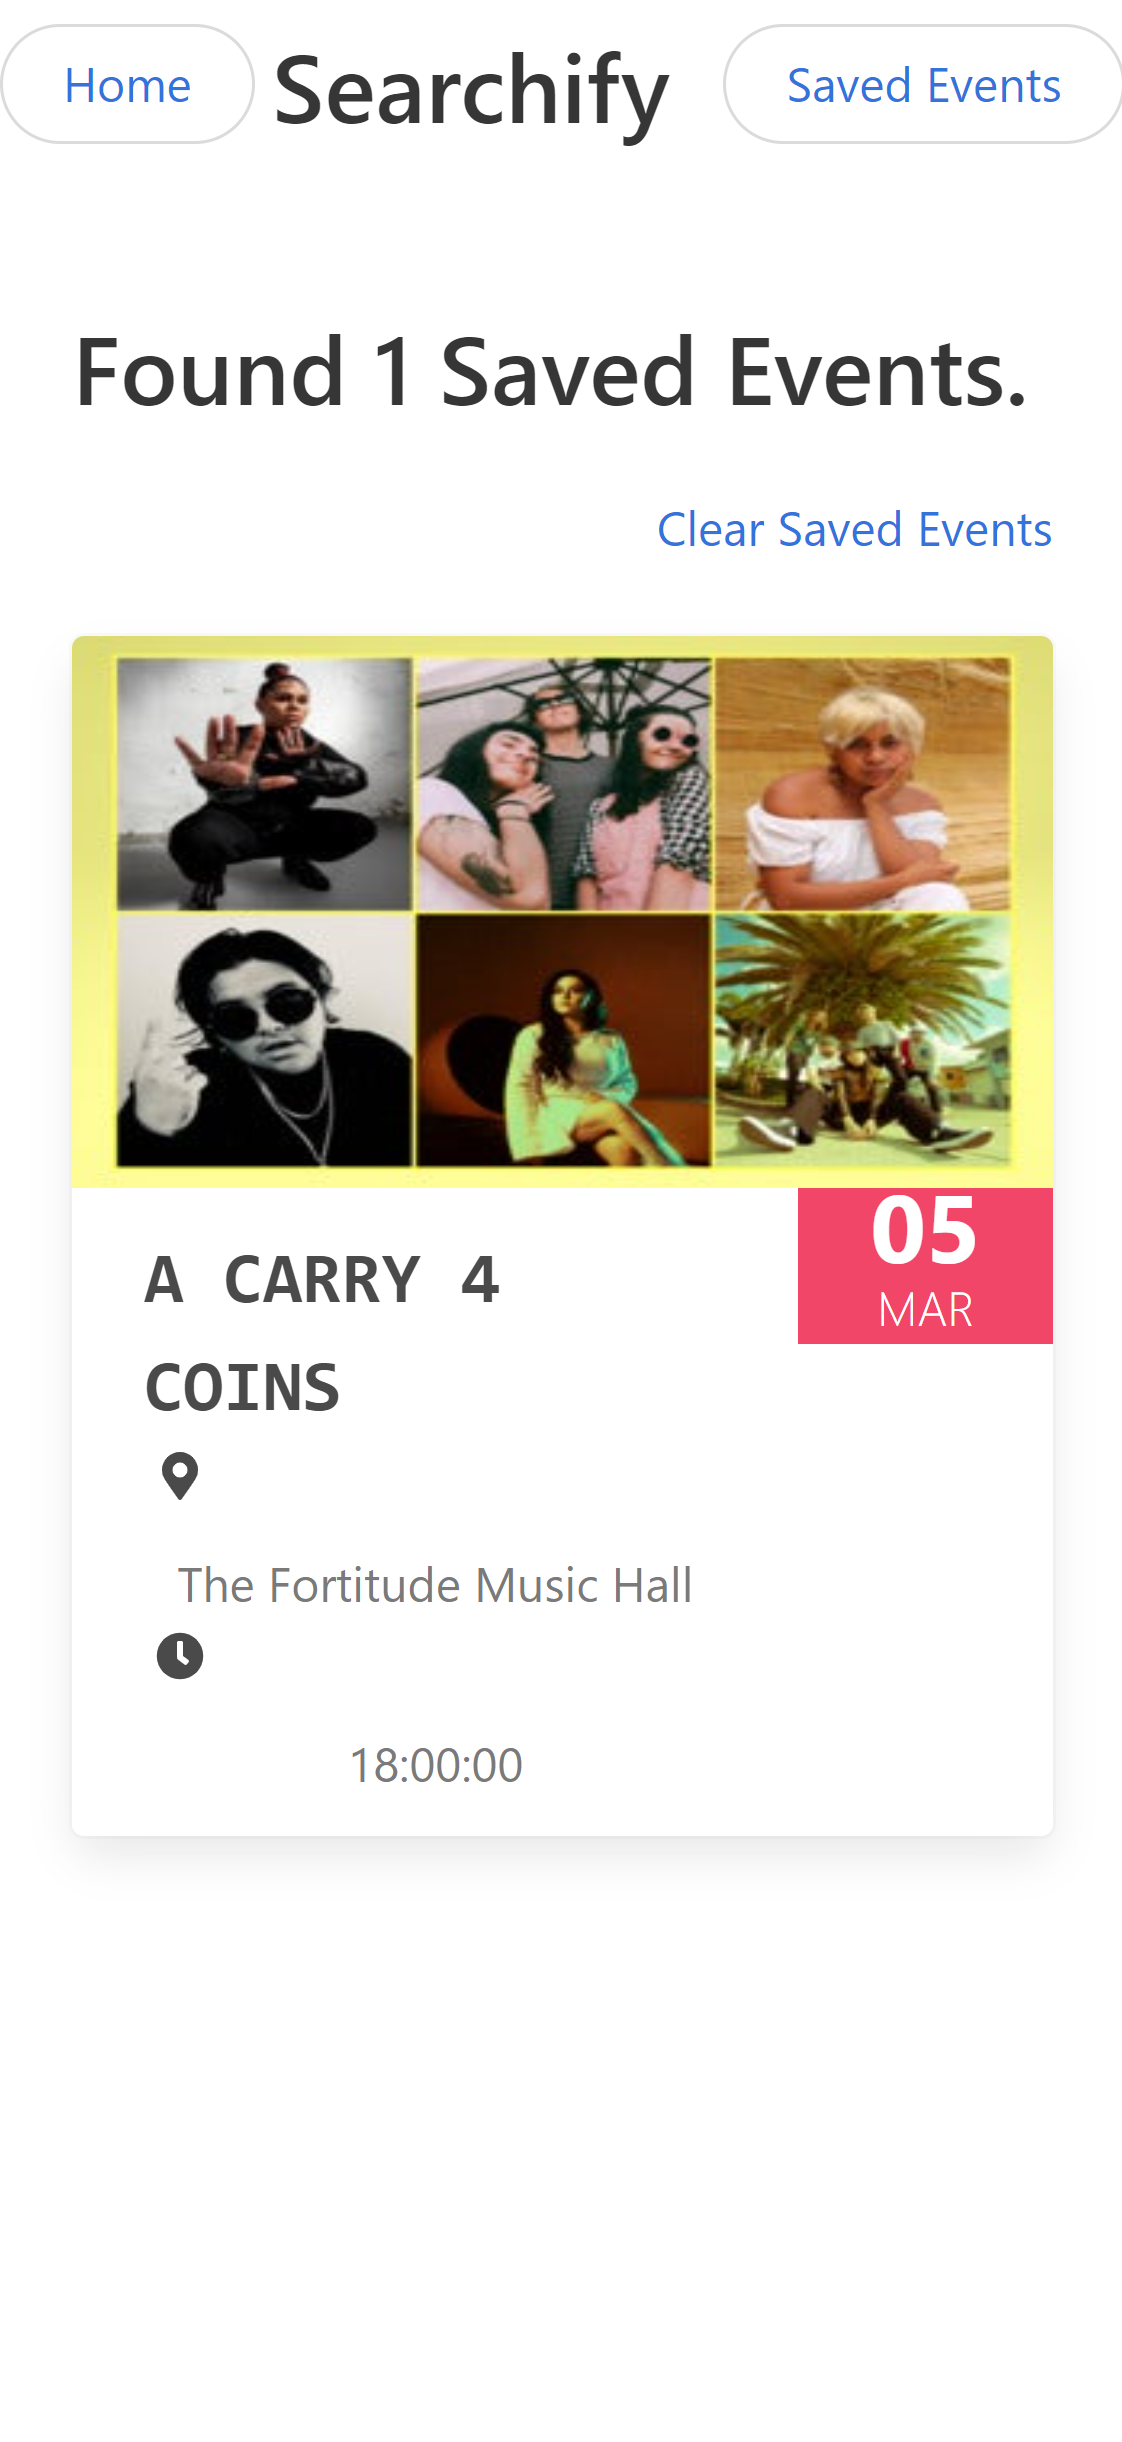 Home Searchify Saved Events
Found 1 Saved Events.
Clear Saved Events
05
MAR
A CARRY 4
COINS
The Fortitude Music Hall
18:00:00